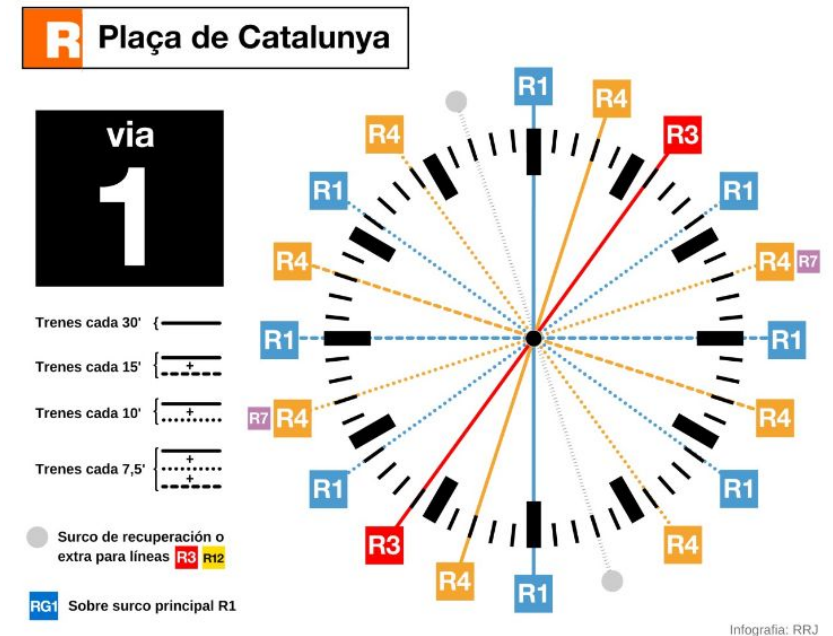 R Plaça de Catalunya
via
1
Trenes cada 30'
Trenes cada 15'
+
Trenes cada 10'
+
Trenes cada 7,5'
+
+
Surco de recuperación o
extra para líneas R3 R12
RG1 Sobre surco principal R1
R1
R4
R3
R1
R4 R7
R1
R4
R1
R4
R1
R4
R3
R1
R7 R4
R1
R4
R1
R4
Infografia: RRJ